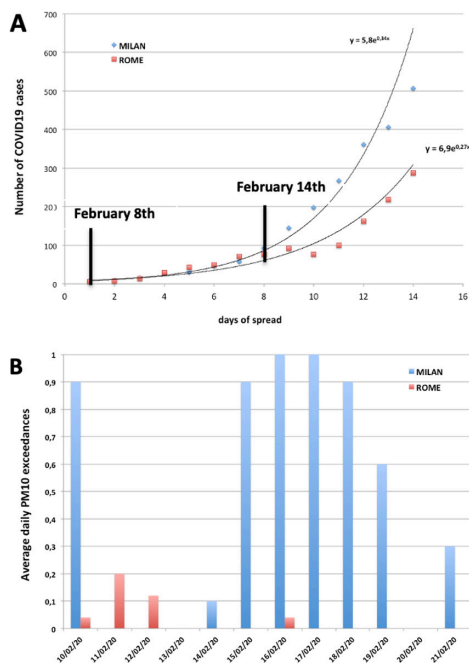 A
700
600
500
400
300
200
100
0
Number of COVID19 cases
MILAN
ROME
y = 5,8e^0,34x
y = 6,9e^0,27x
February 8th
February 14th
0 2 4 6 8 10 12 14 16
days of spread
B
1
0,9
0,8
0,7
0,6
0,5
0,4
0,3
0,2
0,1
0
Average daily PM10 exceedances
MILAN
ROME
10/02/20 11/02/20 12/02/20 13/02/20 14/02/20 15/02/20 16/02/20 17/02/20 18/02/20 19/02/20 20/02/20 21/02/20